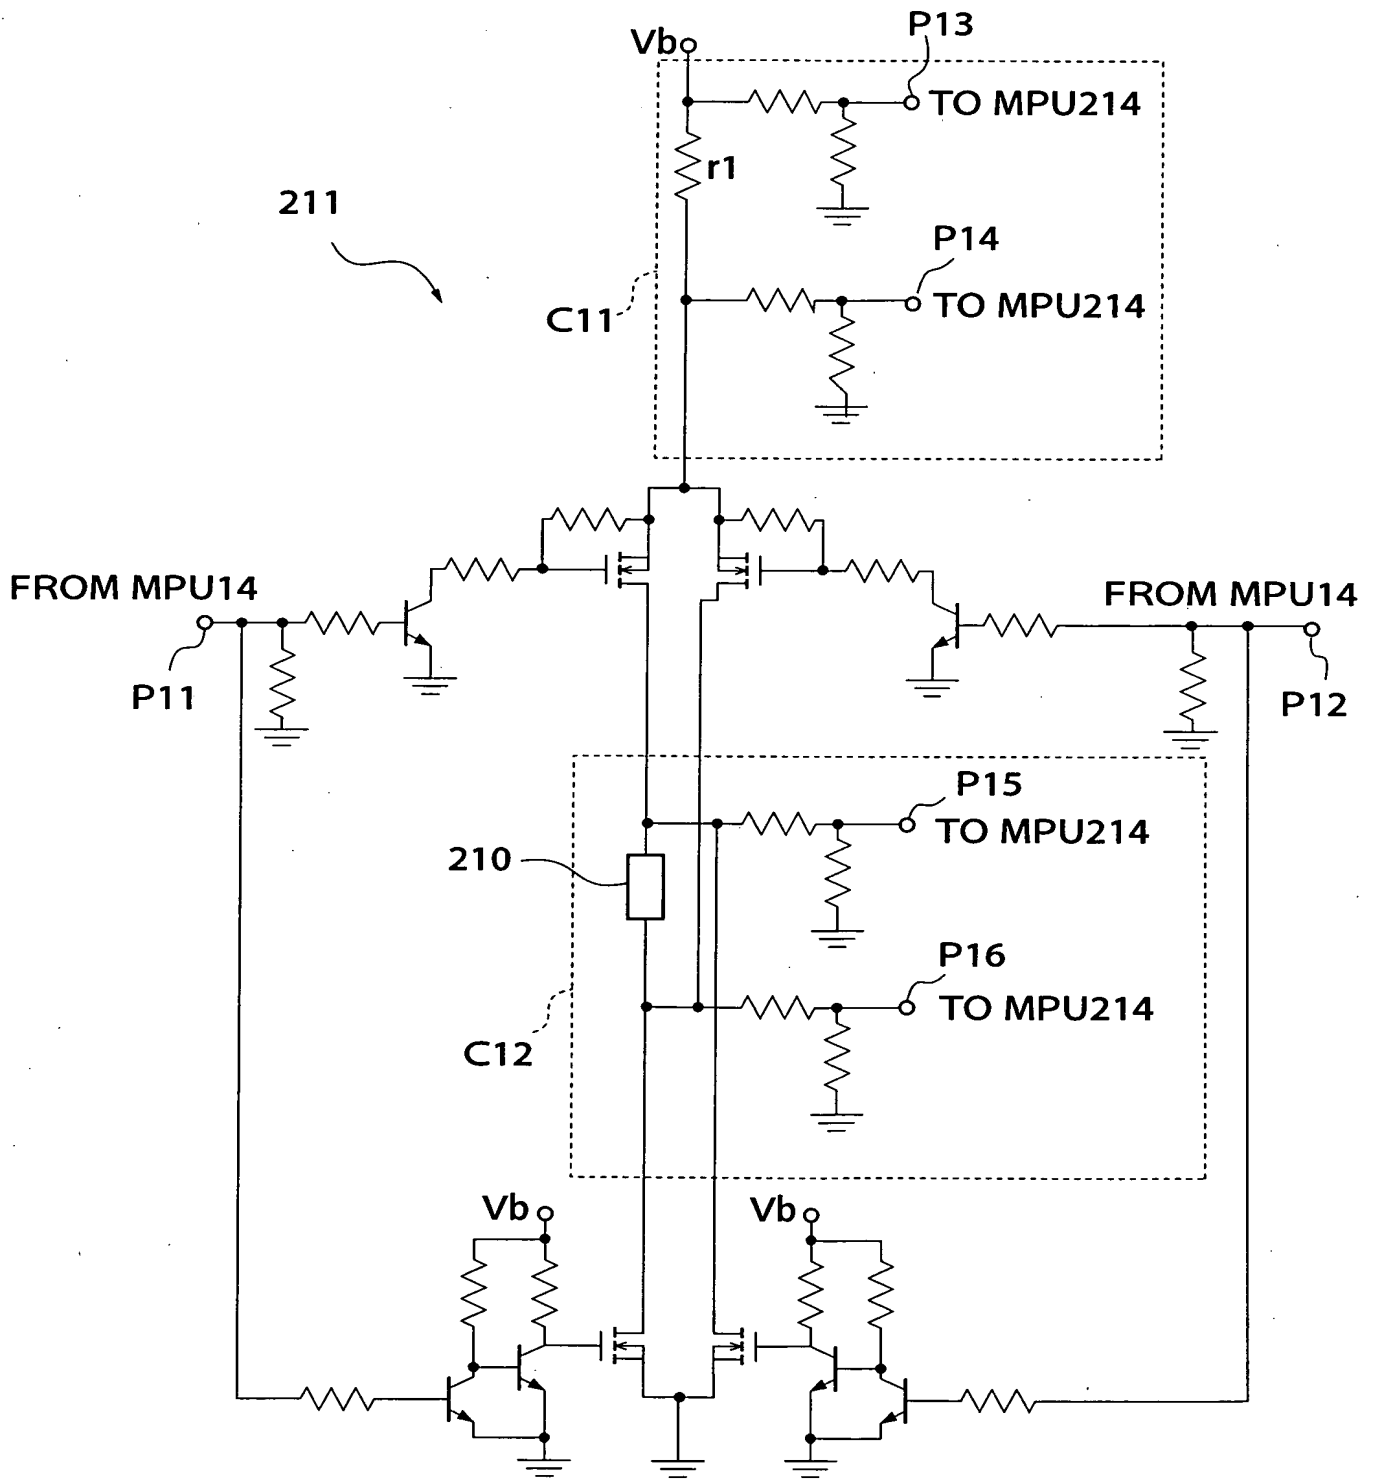 P13
Vb
TO MPU214
r1
211
P14
TO MPU214
C11
FROM MPU14
FROM MPU14
P11
P12
P15
TO MPU214
210
P16
TO MPU214
C12
Vb
Vb